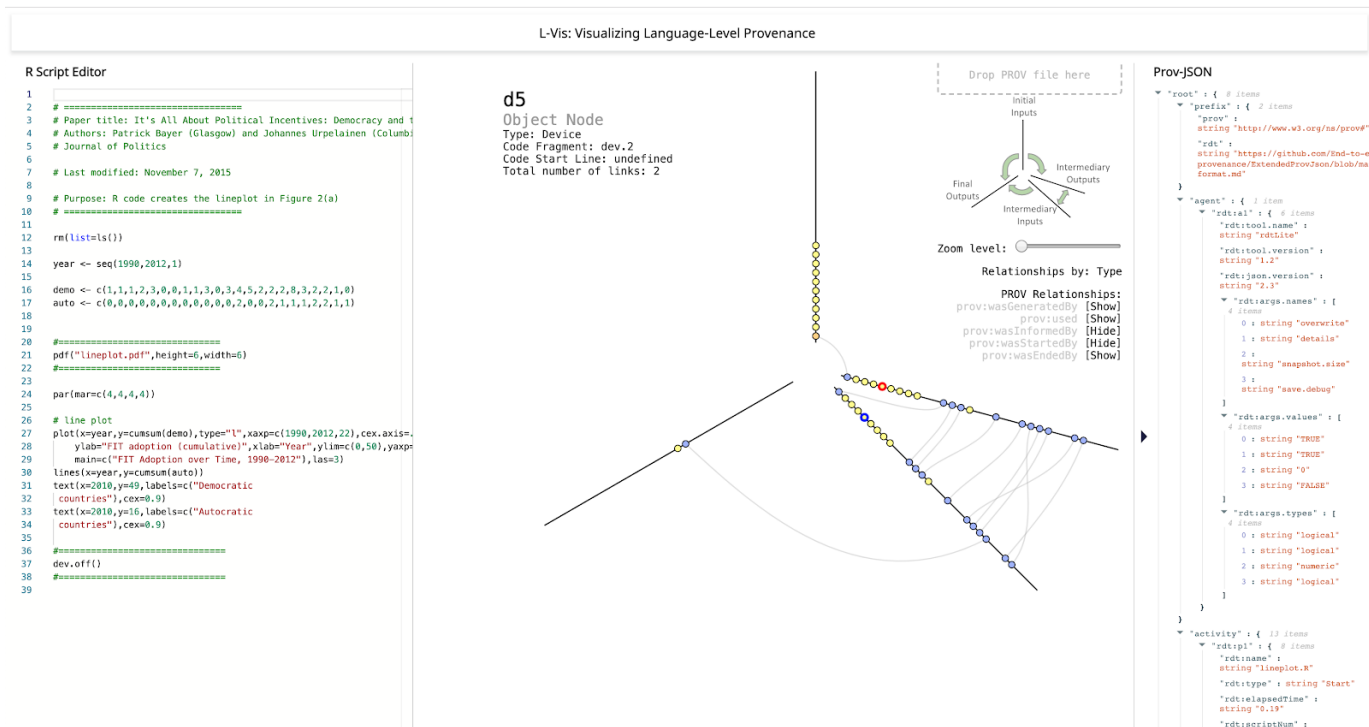 L-Vis: Visualizing Language-Level Provenance
R Script Editor
1
2 # ==================================
3 # Paper title: It's All About Political Incentives: Democracy and t
4 # Authors: Patrick Bayer (Glasgow) and Johannes Urpelainen (Columbi
5 # Journal of Politics
6
7 # Last modified: November 7, 2015
8
9 # Purpose: R code creates the lineplot in Figure 2(a)
10 # ==================================
11
12 rm(list=ls())
13
14 year <- seq(1990,2012,1)
15
16 demo <- c(1,1,1,2,3,0,0,1,1,3,0,3,4,5,2,2,2,8,3,2,2,1,0)
17 auto <- c(0,0,0,0,0,0,0,0,0,0,0,2,0,0,2,1,1,1,2,2,1,1)
18
19
20 #===============================
21 pdf("lineplot.pdf",height=6,width=6)
22 #===============================
23
24 par(mar=c(4,4,4,4))
25
26 # line plot
27 plot(x=year,y=cumsum(demo),type="l",xaxp=c(1990,2012,22),cex.axis=.
28 ylab="FIT adoption (cumulative)",xlab="Year",ylim=c(0,50),yaxp=
29 main=c("FIT Adoption over Time, 1990-2012"),las=3)
30 lines(x=year,y=cumsum(auto))
31 text(x=2010,y=49,labels=c("Democratic
32 countries"),cex=0.9)
33 text(x=2010,y=16,labels=c("Autocratic
34 countries"),cex=0.9)
35
36 #================================
37 dev.off()
38 #================================
39
d5
Object Node
Type: Device
Code Fragment: dev.2
Code Start Line: undefined
Total number of links: 2
Drop PROV file here
Initial
Inputs
Intermediary
Outputs
Final
Outputs
Intermediary
Inputs
Zoom level:
Relationships by: Type
PROV Relationships:
prov:wasGeneratedBy [Show]
prov:used [Show]
prov:wasInformedBy [Hide]
prov:wasStartedBy [Hide]
prov:wasEndedBy [Show]
Prov-JSON
"root" : { 8 items
"prefix" : { 2 items
"prov" :
string "http://www.w3.org/ns/prov#"
"rdt" :
string "https://github.com/End-to-e
provenance/ExtendedProvJson/blob/ma
format.md"
}
"agent" : { 1 item
"rdt:a1" : { 6 items
"rdt:tool.name" :
string "rdtLite"
"rdt:tool.version" :
string "1.2"
"rdt:json.version" :
string "2.3"
"rdt:args.names" : [
4 items
0 : string "overwrite"
1 : string "details"
2 :
string "snapshot.size"
3 :
string "save.debug"
]
"rdt:args.values" : [
4 items
0 : string "TRUE"
1 : string "TRUE"
2 : string "0"
3 : string "FALSE"
]
"rdt:args.types" : [
4 items
0 : string "logical"
1 : string "logical"
2 : string "numeric"
3 : string "logical"
]
}
}
"activity" : { 13 items
"rdt:p1" : { 8 items
"rdt:name" :
string "lineplot.R"
"rdt:type" : string "Start"
"rdt:elapsedTime" :
string "0.19"
"rdt:scriptNum" :